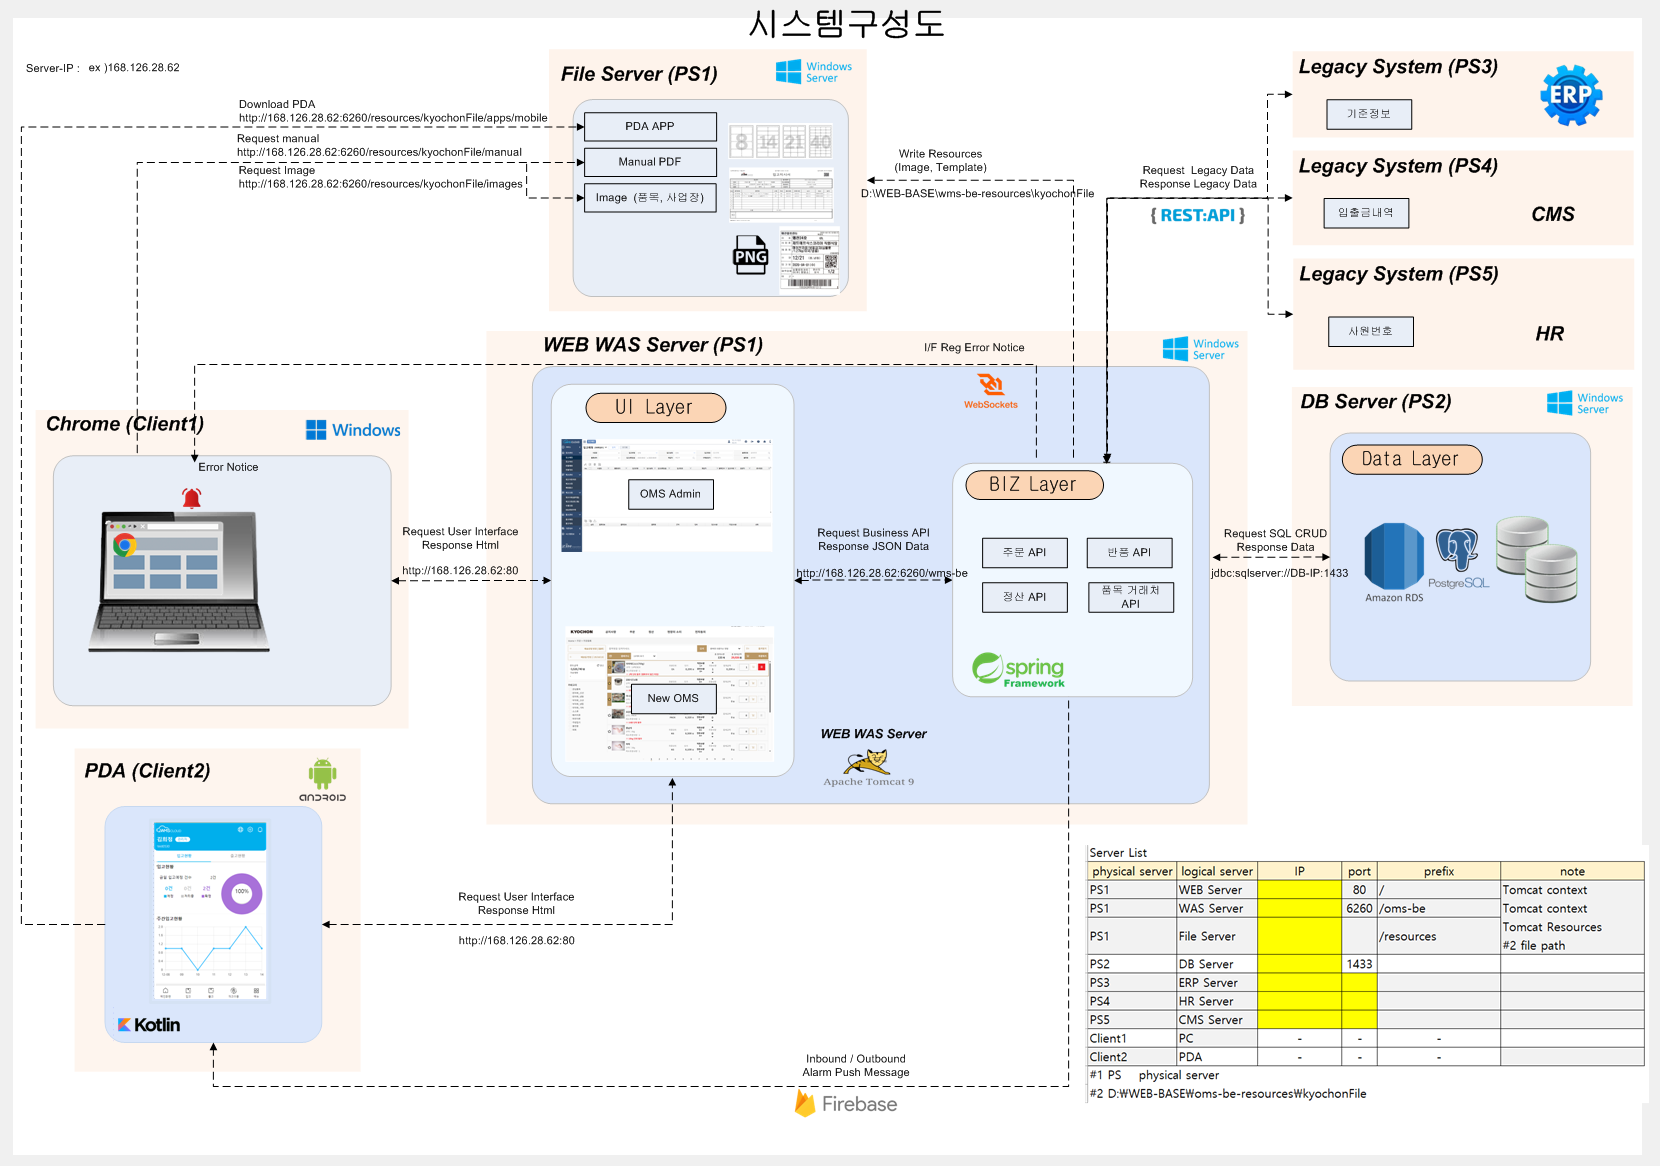 시스템구성도
Server-IP : ex )168.126.28.62
File Server (PS1)
Windows
Server
PDA APP
Manual PDF
Image (품목, 사업장)
8 14 21 40
PNG
Download PDA
http://168.126.28.62:6260/resources/kyochonFile/apps/mobile
Request manual
http://168.126.28.62:6260/resources/kyochonFile/manual
Request Image
http://168.126.28.62:6260/resources/kyochonFile/images
Write Resources
(Image, Template)
D:\WEB-BASE\wms-be-resources\kyochonFile
Request Legacy Data
Response Legacy Data
{ REST:API }
Legacy System (PS3)
기준정보
ERP
Legacy System (PS4)
입출금내역
CMS
Legacy System (PS5)
사원번호
HR
WEB WAS Server (PS1)
I/F Reg Error Notice
Windows
Server
WebSockets
UI Layer
OMS Admin
KYOCHON
New OMS
Request Business API
Response JSON Data
http://168.126.28.62:6260/wms-be
BIZ Layer
주문 API
반품 API
정산 API
품목 거래처
API
spring
Framework
WEB WAS Server
Apache Tomcat 9
Chrome (Client1)
Windows
Error Notice
Request User Interface
Response Html
http://168.126.28.62:80
DB Server (PS2)
Windows
Server
Data Layer
Request SQL CRUD
Response Data
jdbc:sqlserver://DB-IP:1433
Amazon RDS
PostgreSQL
PDA (Client2)
ANDROID
100%
Kotlin
Request User Interface
Response Html
http://168.126.28.62:80
Inbound / Outbound
Alarm Push Message
Firebase
Server List
physical server logical server IP port prefix note
PS1 WEB Server 80 / Tomcat context
PS1 WAS Server 6260 /oms-be Tomcat context
PS1 File Server /resources Tomcat Resources
#2 file path
PS2 DB Server 1433
PS3 ERP Server
PS4 HR Server
PS5 CMS Server
Client1 PC - - -
Client2 PDA - - -
#1 PS physical server
#2 D:₩WEB-BASE₩oms-be-resources₩kyochonFile